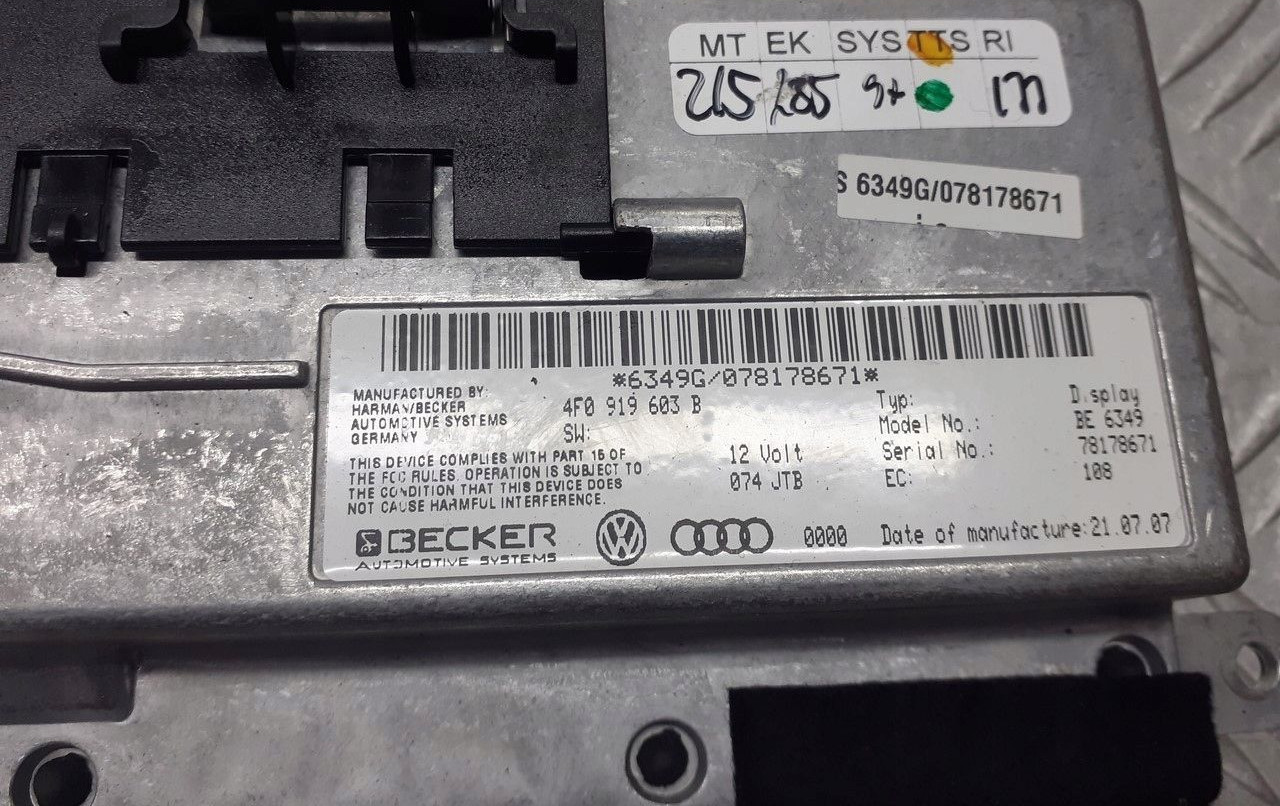 MT EK SYS TTS RI
215
S 6349G/078178671
*6349G/078178671*
MANUFACTURED BY:
HARMAN/BECKER
AUTOMOTIVE SYSTEMS
GERMANY
4F0 919 603 B
SW:
THIS DEVICE COMPLIES WITH PART 15 OF
THE FCC RULES. OPERATION IS SUBJECT TO
THE CONDITION THAT THIS DEVICE DOES
NOT CAUSE HARMFUL INTERFERENCE.
12 Volt
074 JTB
Typ: Display
Model No.: BE 6349
Serial No.: 78178671
EC: 108
BECKER
AUTOMOTIVE SYSTEMS
0000
Date of manufacture:21.07.07